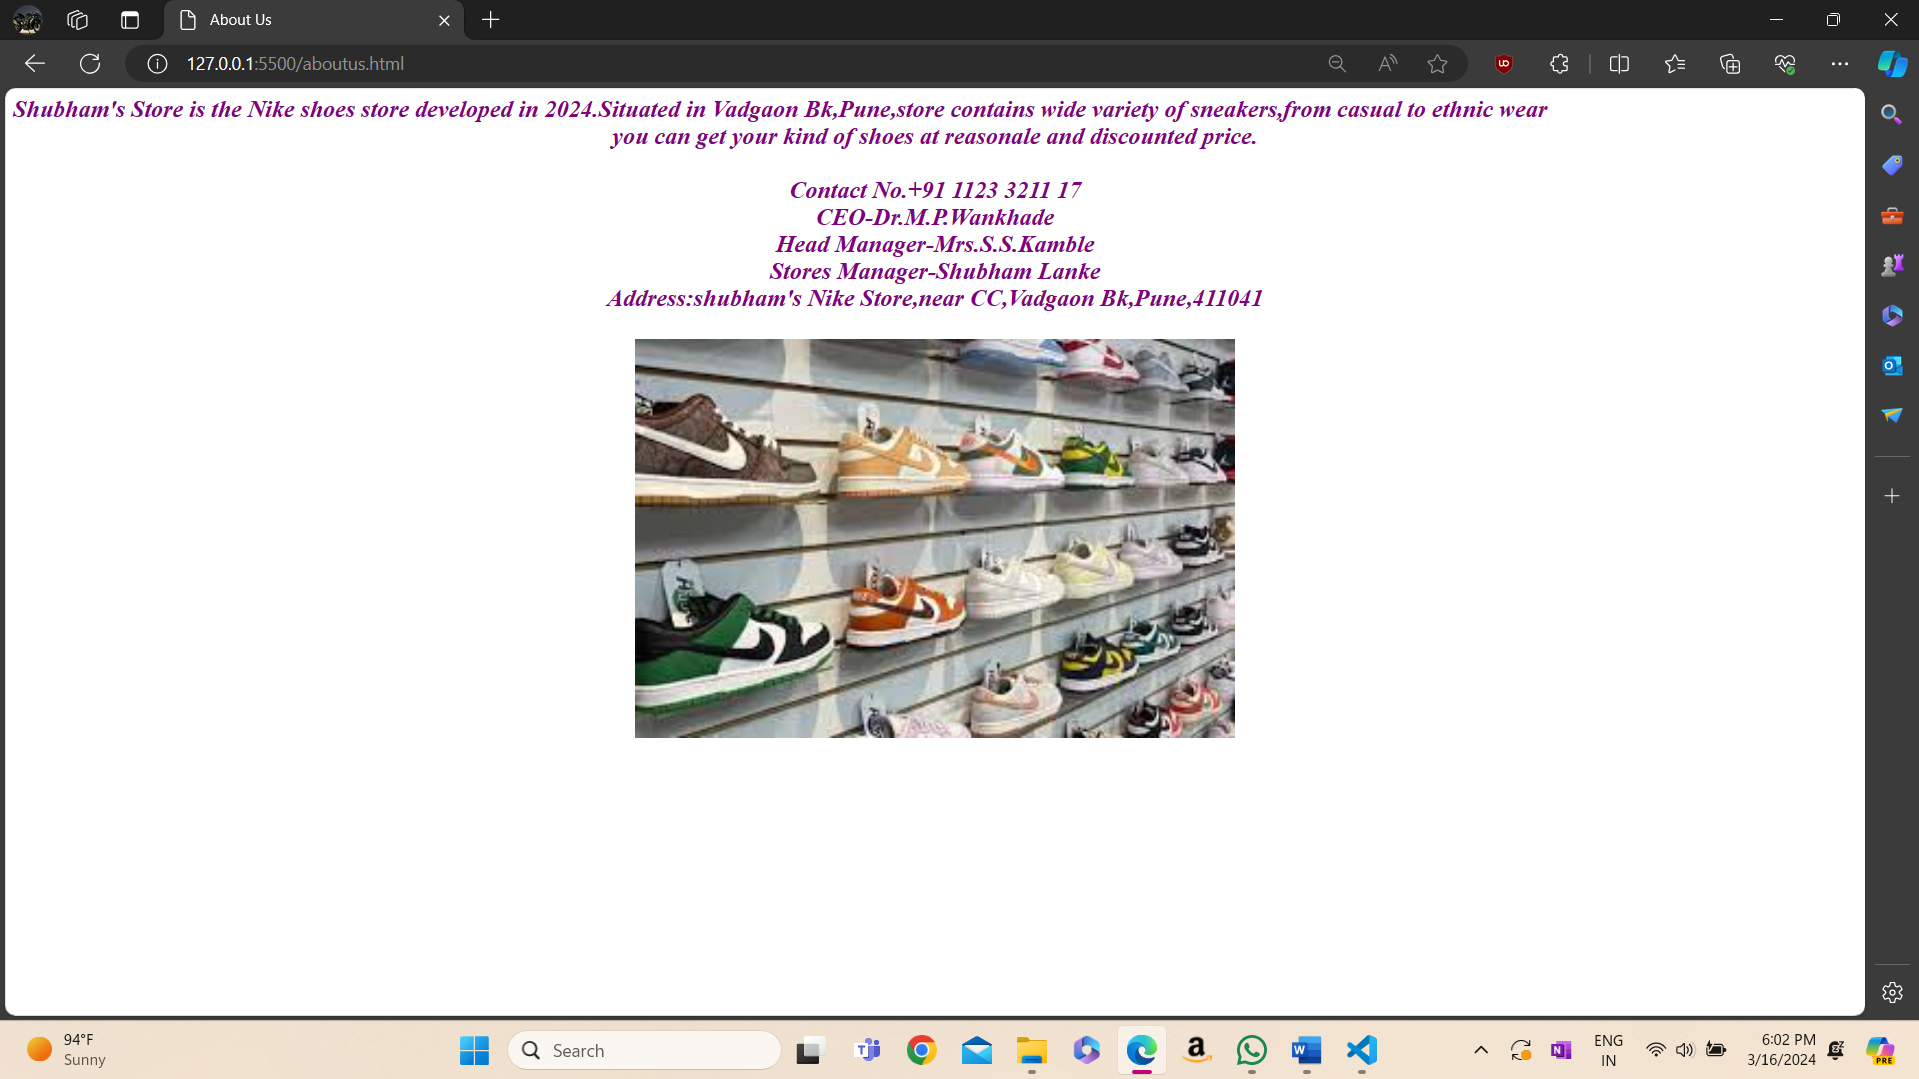 About Us
127.0.0.1:5500/aboutus.html
Shubham's Store is the Nike shoes store developed in 2024.Situated in Vadgaon Bk,Pune,store contains wide variety of sneakers,from casual to ethnic wear
you can get your kind of shoes at reasonale and discounted price.
Contact No.+91 1123 3211 17
CEO-Dr.M.P.Wankhade
Head Manager-Mrs.S.S.Kamble
Stores Manager-Shubham Lanke
Address:shubham's Nike Store,near CC,Vadgaon Bk,Pune,411041
94°F
Sunny
Search
ENG
IN
6:02 PM
3/16/2024
PRE